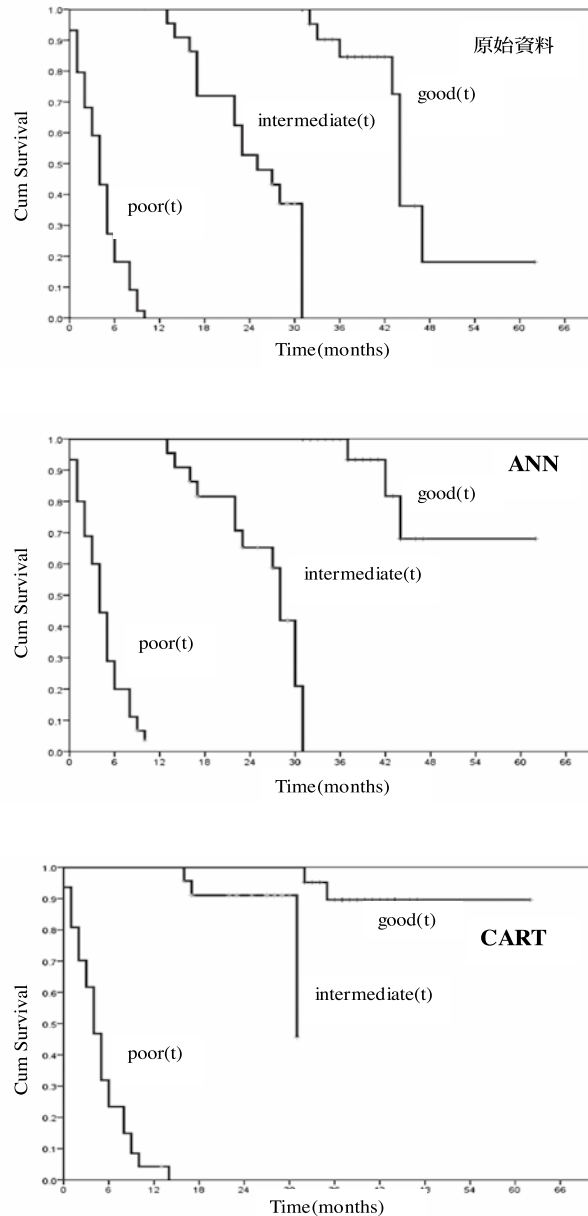 原始資料
good(t)
intermediate(t)
poor(t)
Cum Survival
1.0
0.9
0.8
0.7
0.6
0.5
0.4
0.3
0.2
0.1
0.0
0 6 12 18 24 30 36 42 48 54 60 66
Time(months)
ANN
good(t)
intermediate(t)
poor(t)
Cum Survival
1.0
0.9
0.8
0.7
0.6
0.5
0.4
0.3
0.2
0.1
0.0
0 6 12 18 24 30 36 42 48 54 60 66
Time(months)
good(t)
CART
intermediate(t)
poor(t)
Cum Survival
1.0
0.9
0.8
0.7
0.6
0.5
0.4
0.3
0.2
0.1
0.0
0 6 12 18 24 54 60 66
Time(months)